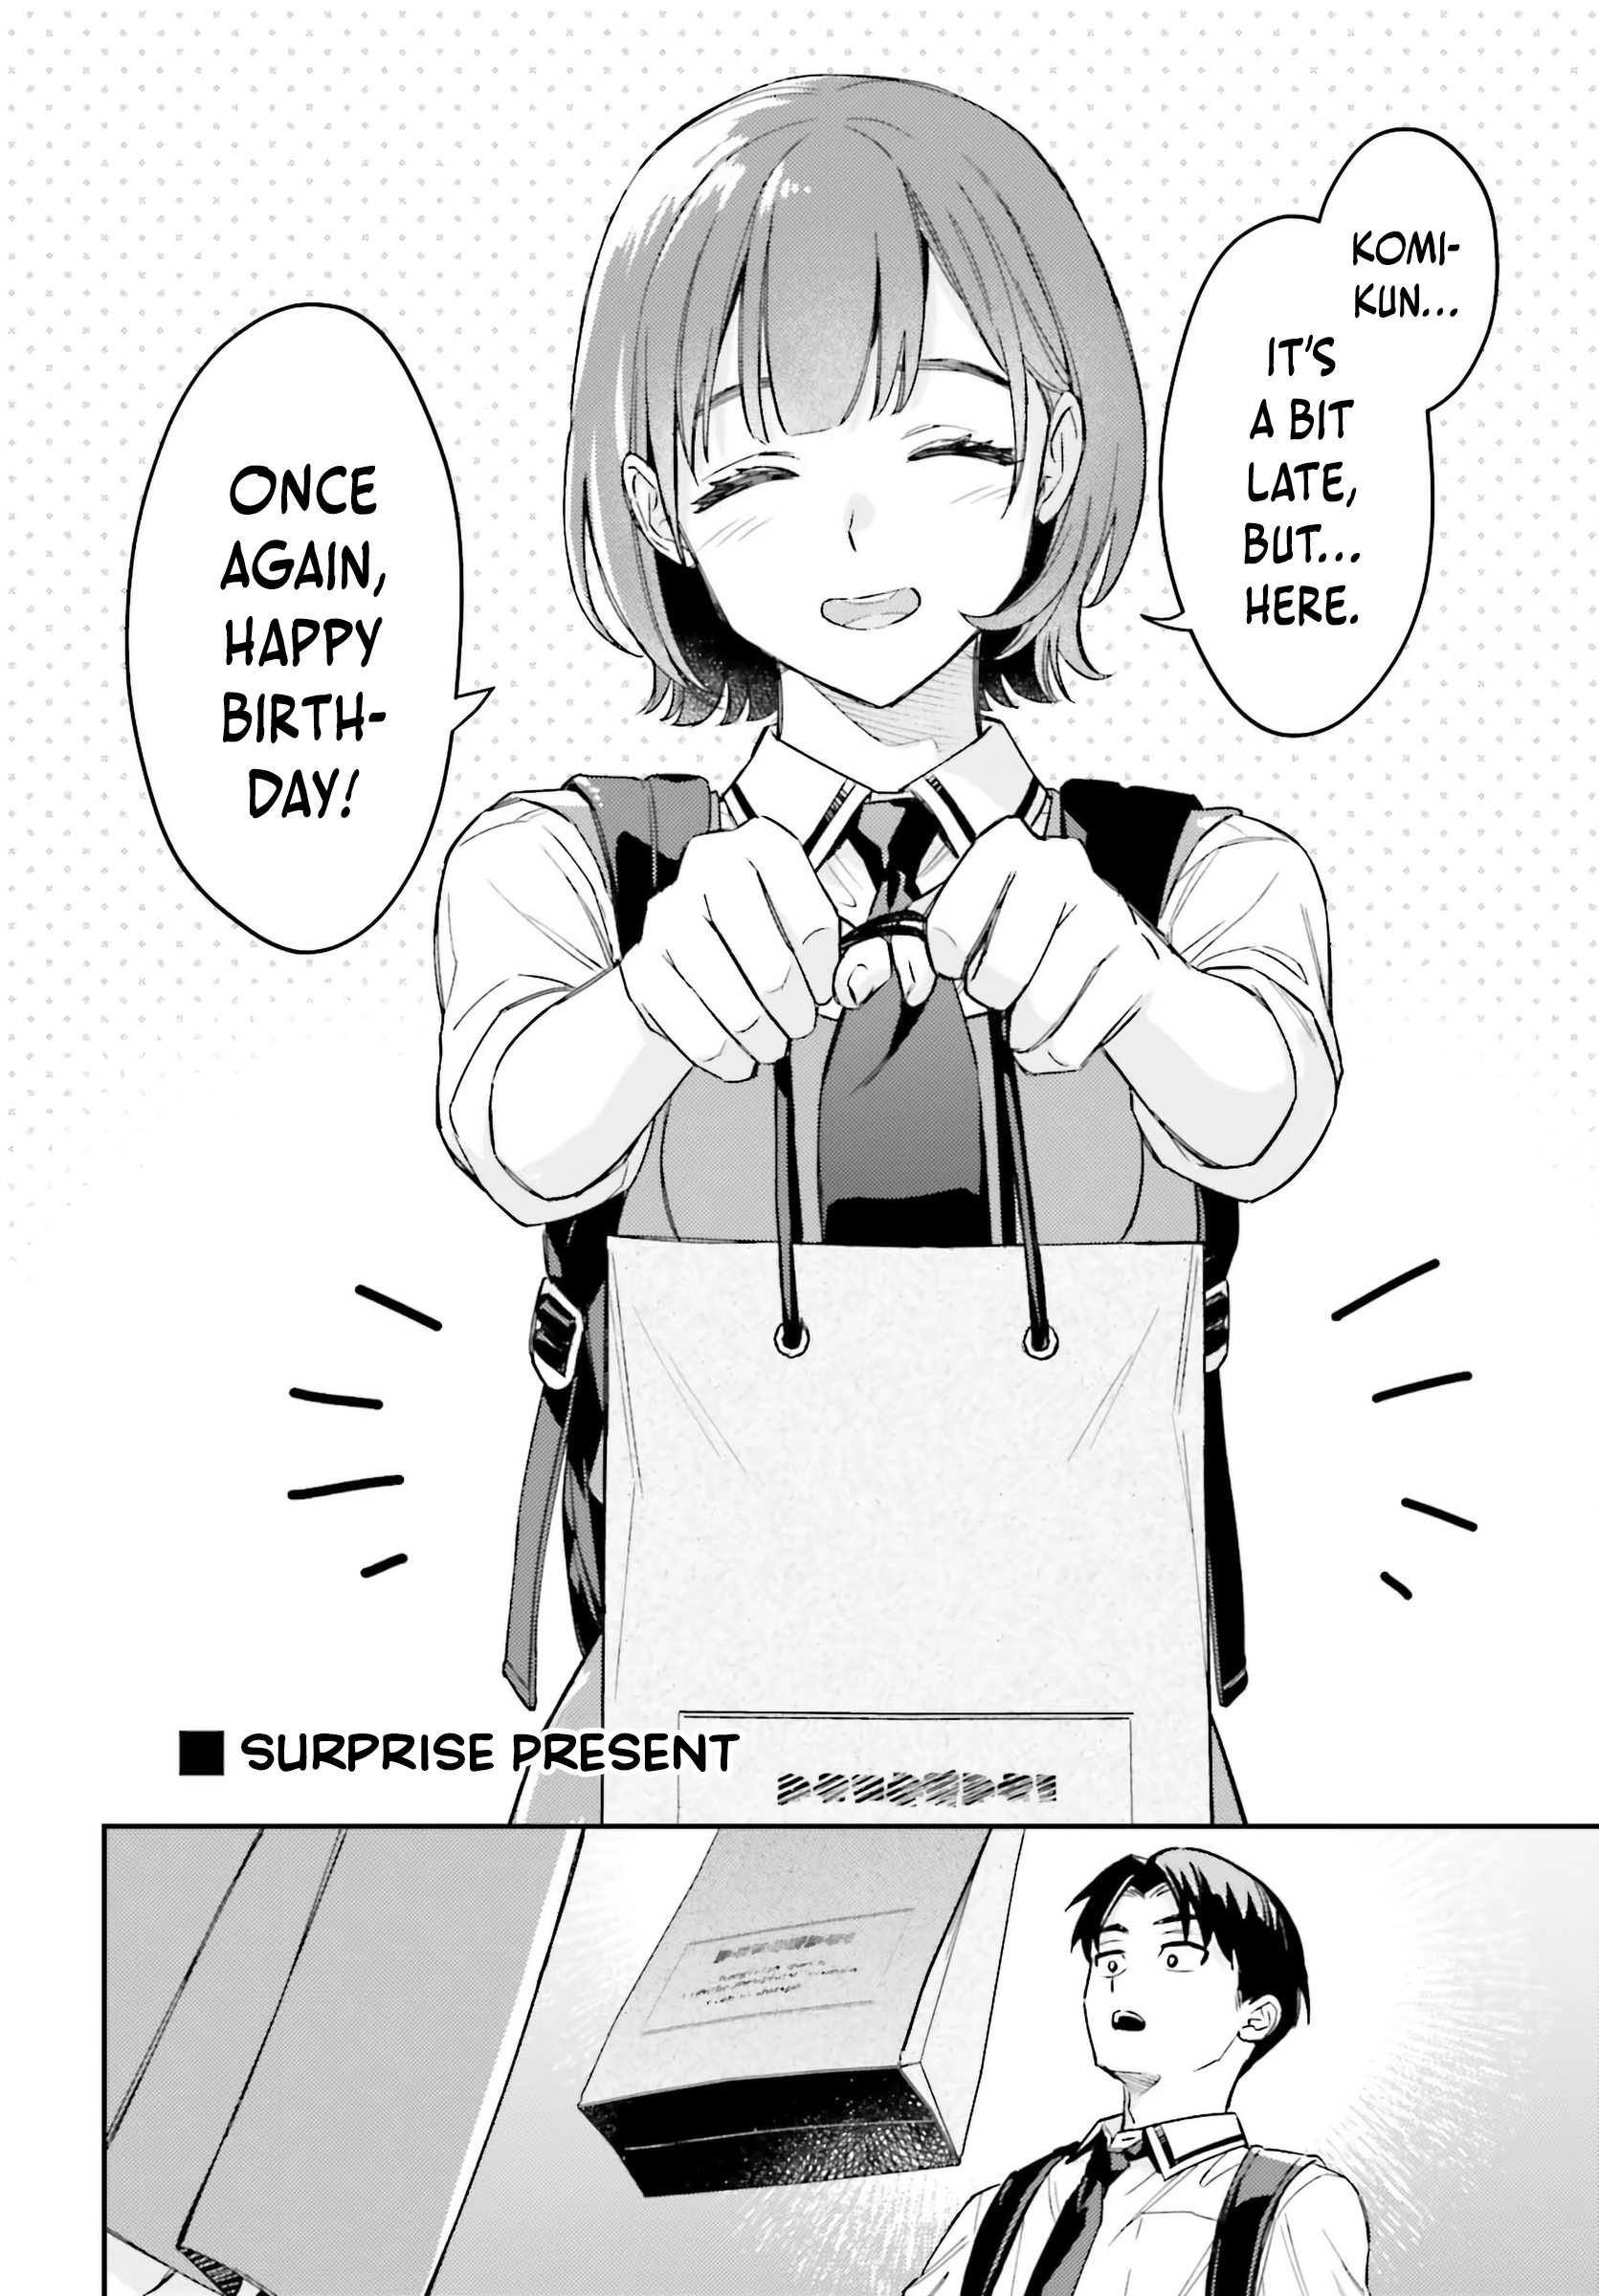 KOMI-
KUN...
IT'S
A BIT
LATE,
BUT...
HERE.
ONCE
AGAIN,
HAPPY
BIRTH-
DAY!
■ SURPRISE PRESENT